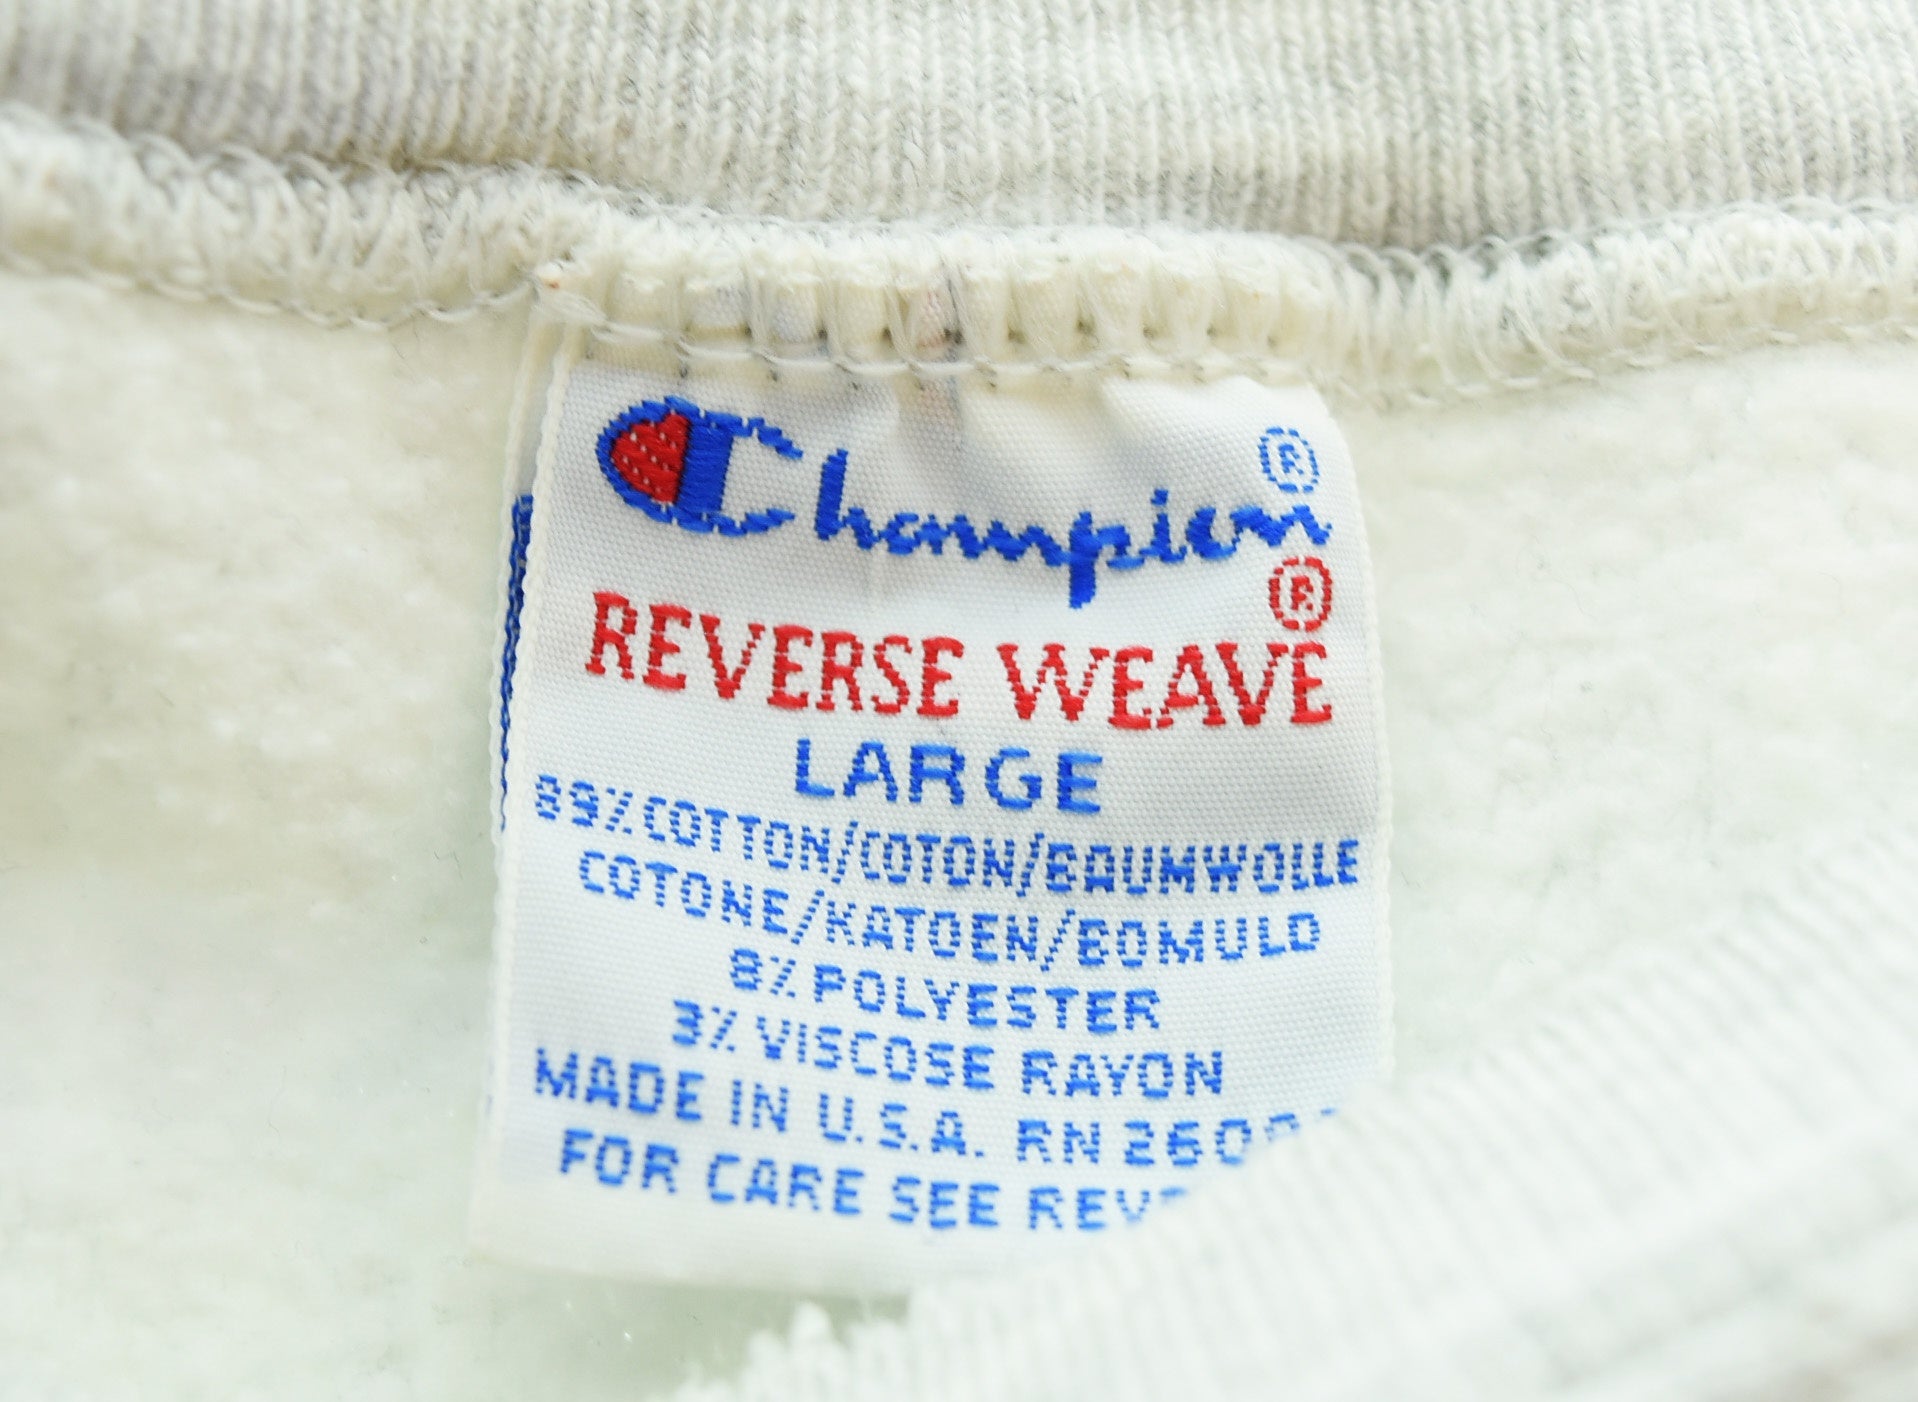 Champion®
REVERSE WEAVE®
LARGE
89%COTTON/COTON/BAUMWOLLE
COTONE/KATOEN/BOMULD
8% POLYESTER
3% VISCOSE RAYON
MADE IN U.S.A. RN
FOR CARE SEE